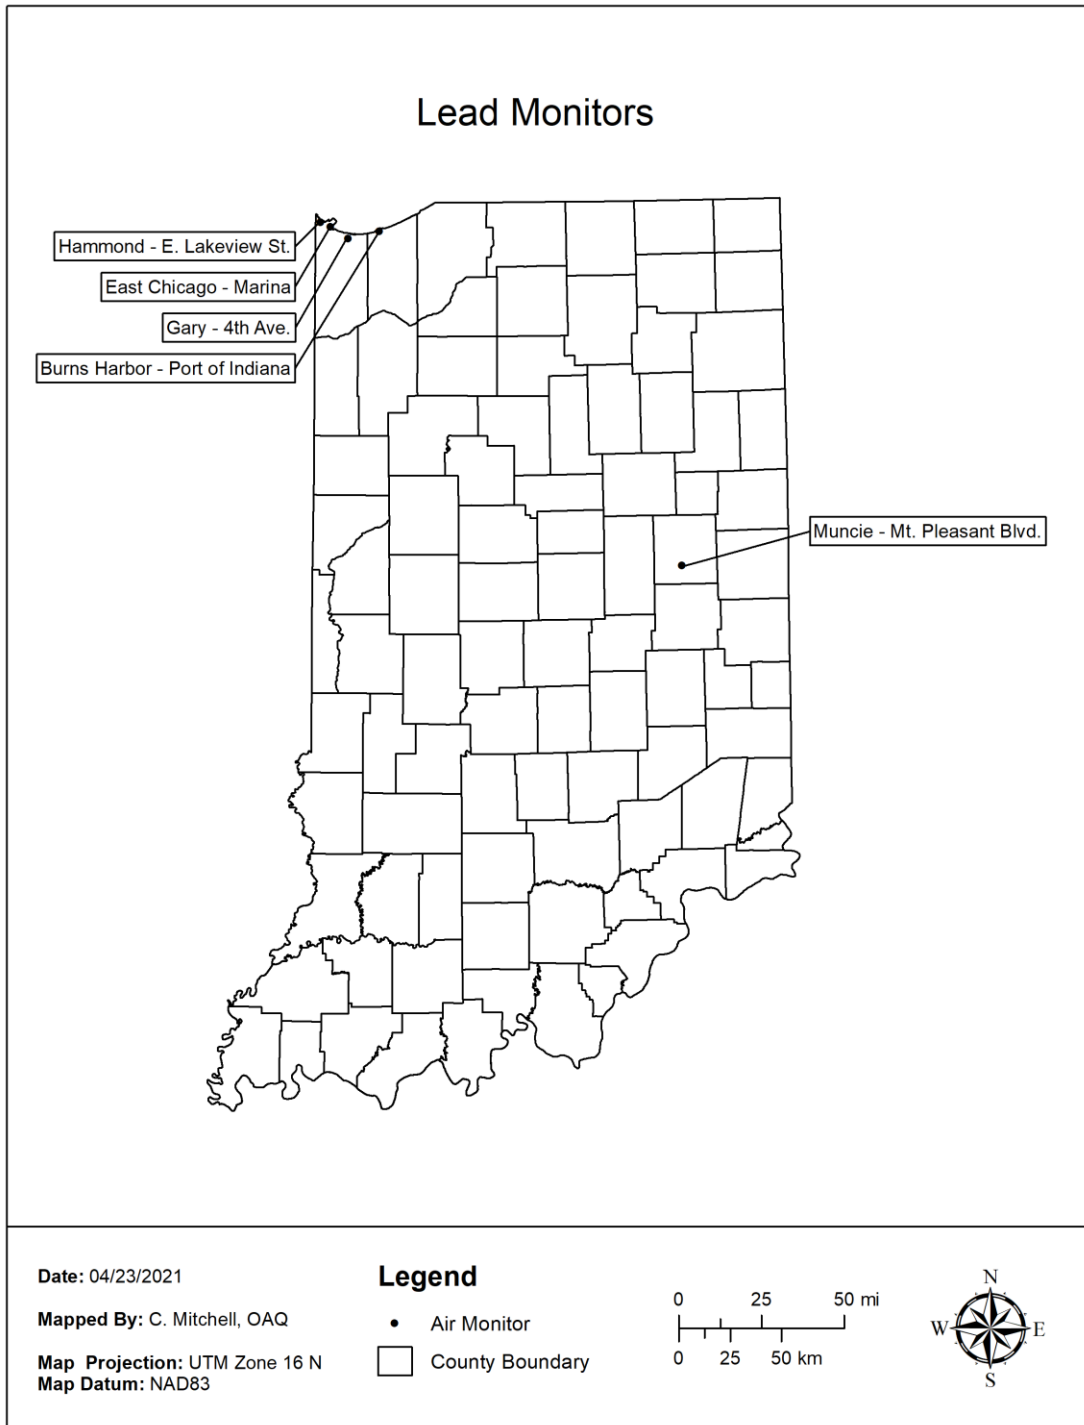 Lead Monitors
Hammond - E. Lakeview St.
East Chicago - Marina
Gary - 4th Ave.
Burns Harbor - Port of Indiana
Muncie - Mt. Pleasant Blvd.
Date: 04/23/2021
Mapped By: C. Mitchell, OAQ
Map Projection: UTM Zone 16 N
Map Datum: NAD83
Legend
Air Monitor
County Boundary
0 25 50 mi
0 25 50 km
N
W E
S